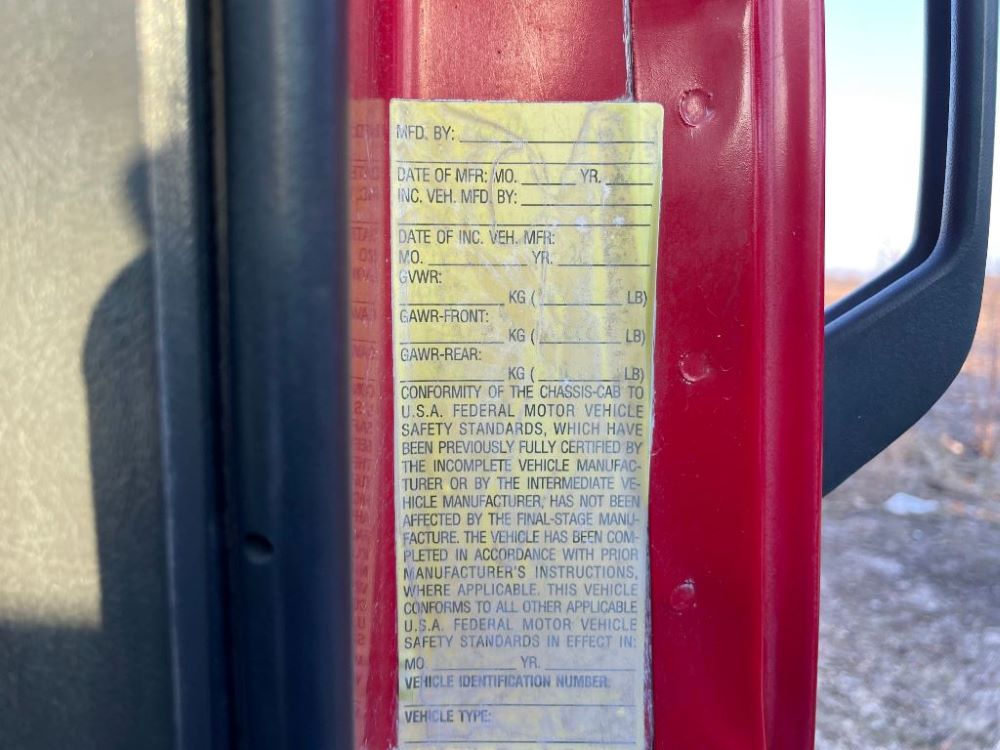 MFD. BY:
DATE OF MFR: MO. YR.
INC. VEH. MFD. BY:
DATE OF INC. VEH. MFR:
MO. YR.
GVWR:
KG ( LB)
GAWR-FRONT:
KG ( LB)
GAWR-REAR:
KG ( LB)
CONFORMITY OF THE CHASSIS-CAB TO
U.S.A. FEDERAL MOTOR VEHICLE
SAFETY STANDARDS, WHICH HAVE
BEEN PREVIOUSLY FULLY CERTIFIED BY
THE INCOMPLETE VEHICLE MANUFAC-
TURER OR BY THE INTERMEDIATE VE-
HICLE MANUFACTURER, HAS NOT BEEN
AFFECTED BY THE FINAL-STAGE MANU-
FACTURE. THE VEHICLE HAS BEEN COM-
PLETED IN ACCORDANCE WITH PRIOR
MANUFACTURER'S INSTRUCTIONS,
WHERE APPLICABLE. THIS VEHICLE
CONFORMS TO ALL OTHER APPLICABLE
U.S.A. FEDERAL MOTOR VEHICLE
SAFETY STANDARDS IN EFFECT IN:
MO. YR.
VEHICLE IDENTIFICATION NUMBER:
VEHICLE TYPE: